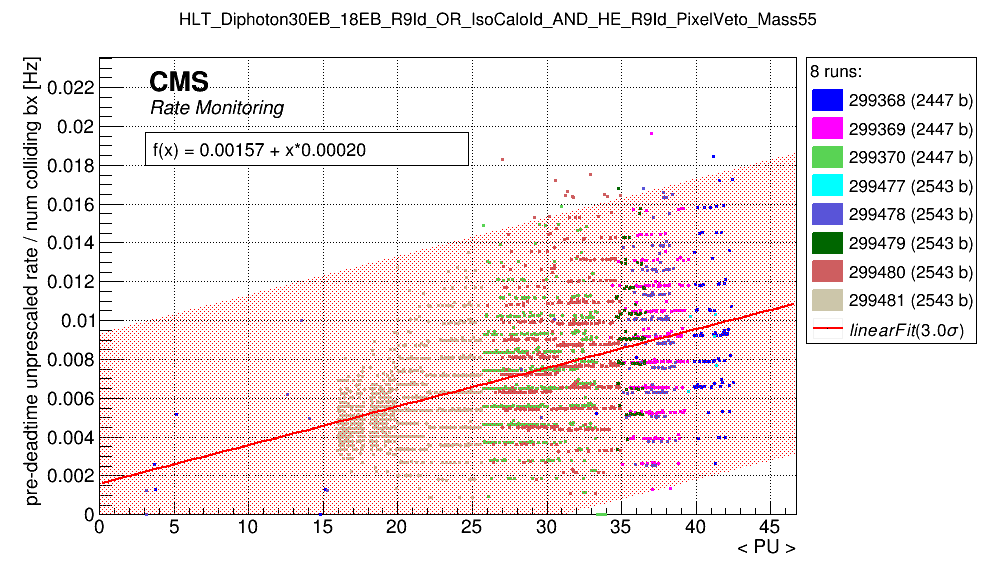 HLT_Diphoton30EB_18EB_R9Id_OR_IsoCaloId_AND_HE_R9Id_PixelVeto_Mass55
pre-deadtime unprescaled rate / num colliding bx [Hz]
CMS
Rate Monitoring
f(x) = 0.00157 + x*0.00020
0.022
0.02
0.018
0.016
0.014
0.012
0.01
0.008
0.006
0.004
0.002
0
0 5 10 15 20 25 30 35 40 45
< PU >
8 runs:
299368 (2447 b)
299369 (2447 b)
299370 (2447 b)
299477 (2543 b)
299478 (2543 b)
299479 (2543 b)
299480 (2543 b)
299481 (2543 b)
linearFit(3.0σ)